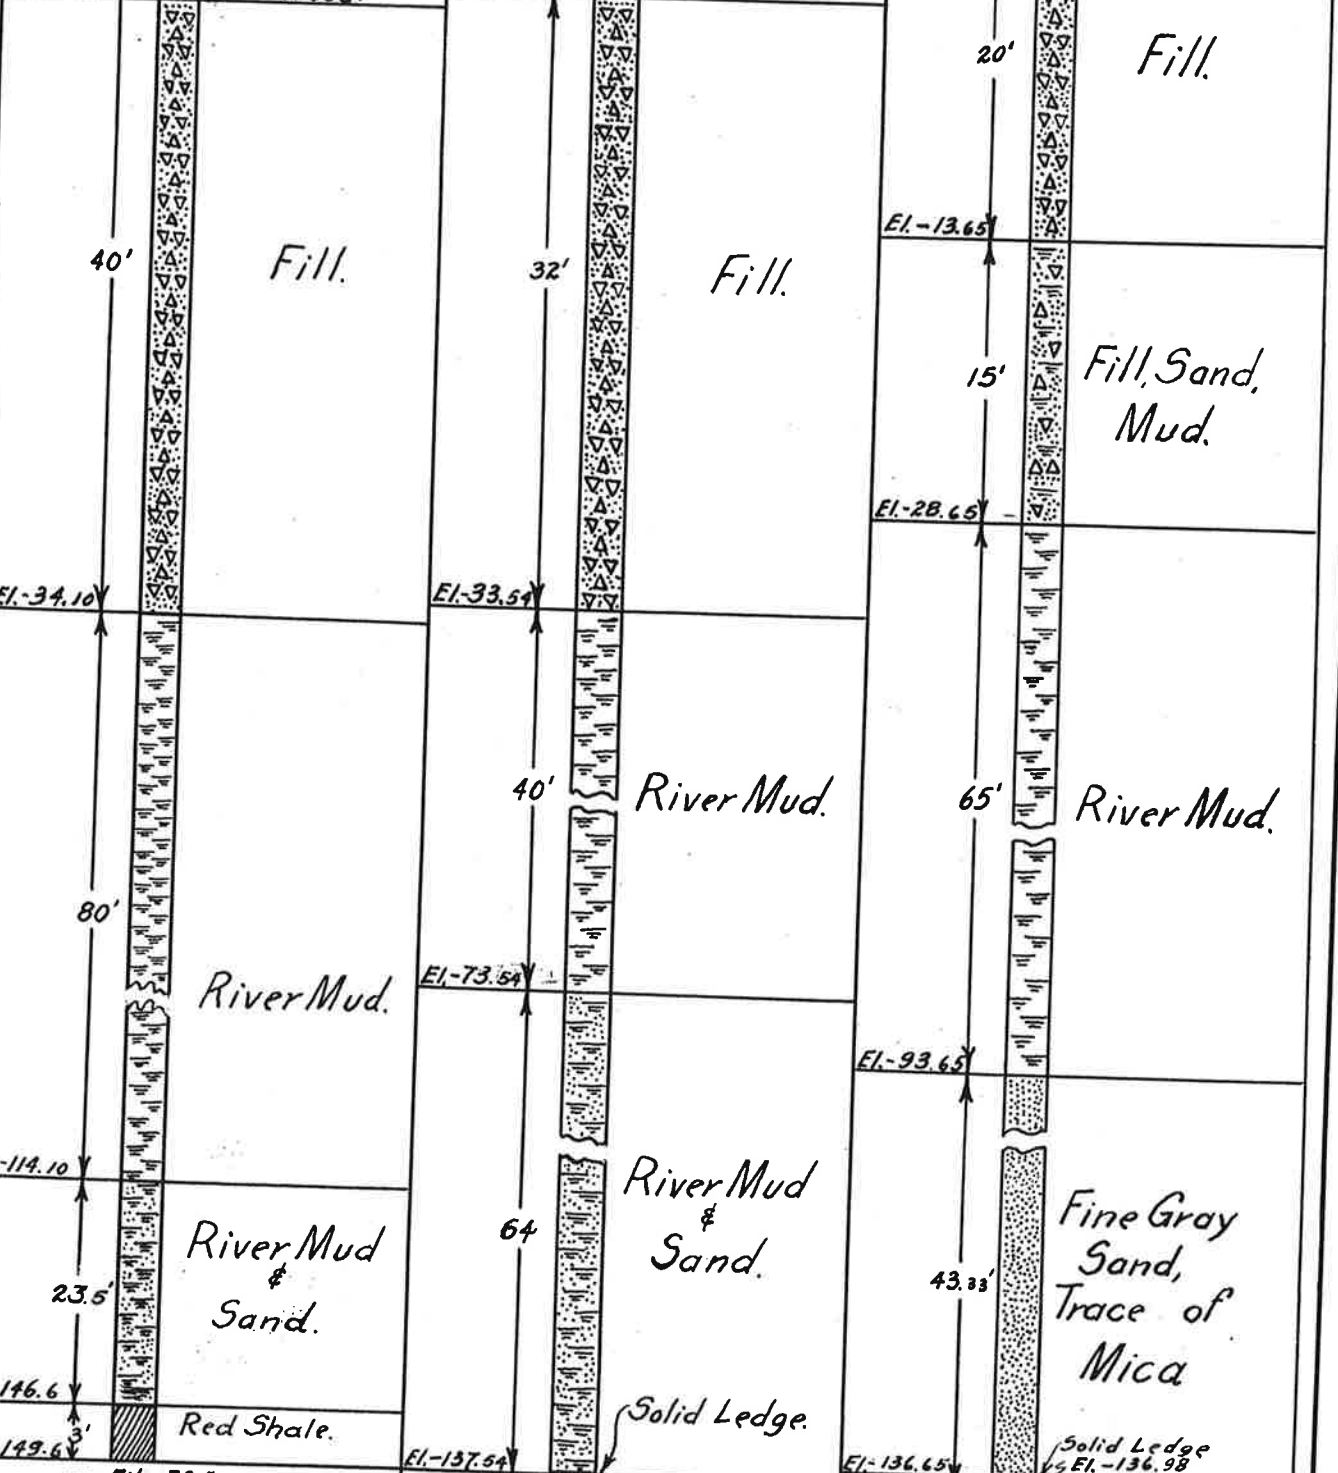 40'
Fill.
El.-34.10
80'
River Mud.
-114.10
23.5'
River Mud
&
Sand.
146.6
3'
Red Shale.
149.6
32'
Fill.
El.-33.54
40'
River Mud.
El.-73.54
64
River Mud
&
Sand.
Solid Ledge.
El.-137.54
20'
Fill.
El.-13.65
15'
Fill, Sand,
Mud.
El.-28.65
65'
River Mud.
El.-93.65
43.33'
Fine Gray
Sand,
Trace of
Mica
Solid Ledge
El.-136.98
El.-136.65